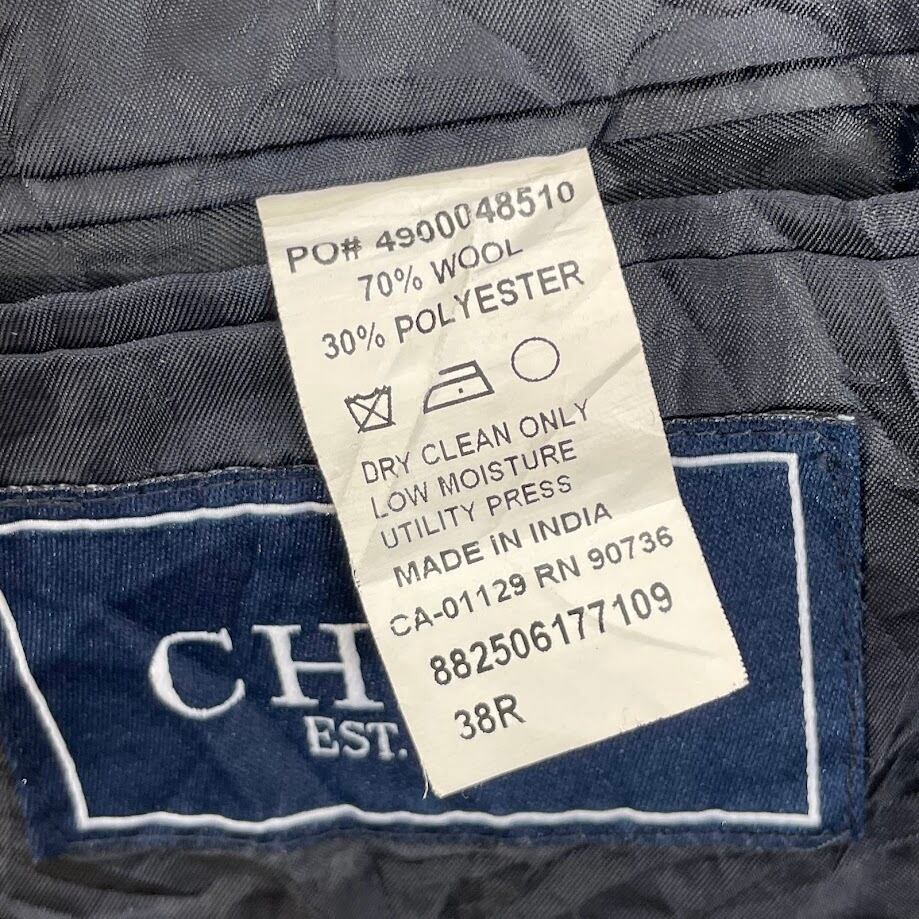 PO# 4900048510
70% WOOL
30% POLYESTER
DRY CLEAN ONLY
LOW MOISTURE
UTILITY PRESS
MADE IN INDIA
CA-01129 RN 90736
882506177109
38R
CH
EST.